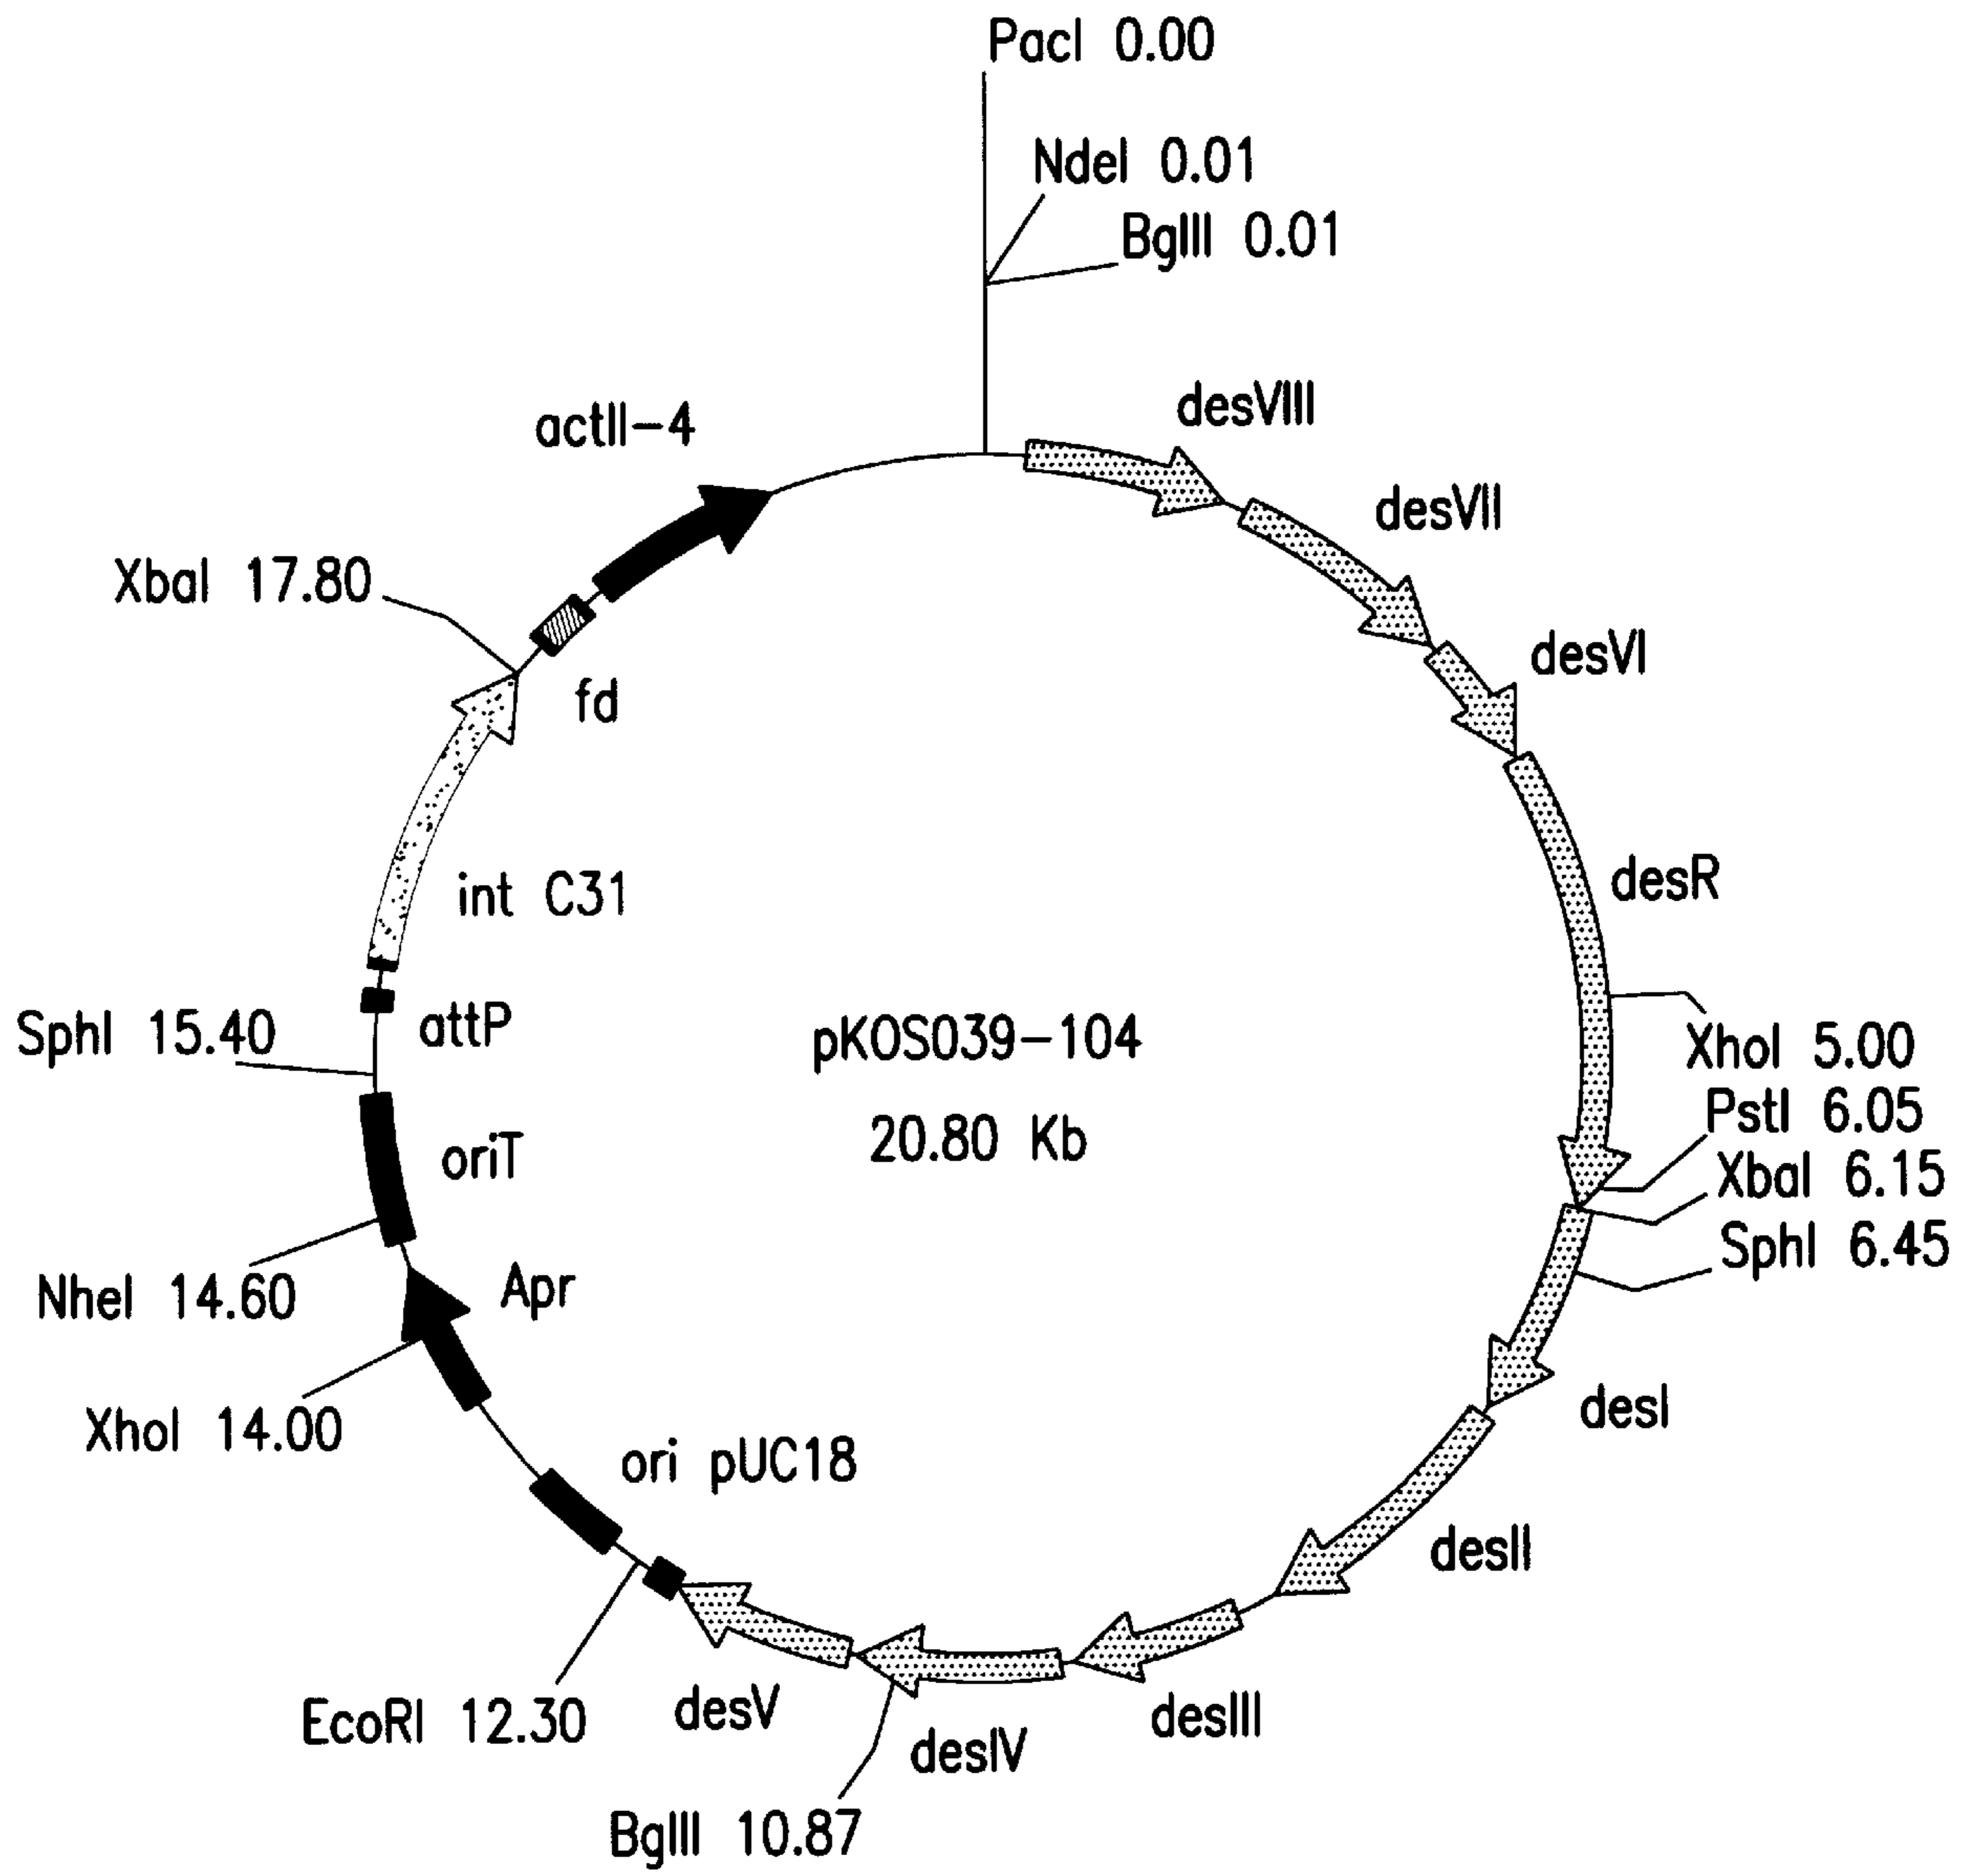 PacI 0.00
NdeI 0.01
BglII 0.01
desVIII
actII-4
desVII
XbaI 17.80
desVI
fd
desR
int C31
SphI 15.40
attP
pKOS039-104
XhoI 5.00
PstI 6.05
20.80 Kb
oriT
XbaI 6.15
SphI 6.45
NheI 14.60
Apr
desI
XhoI 14.00
ori pUC18
desII
EcoRI 12.30
desV
desIII
desIV
BglII 10.87